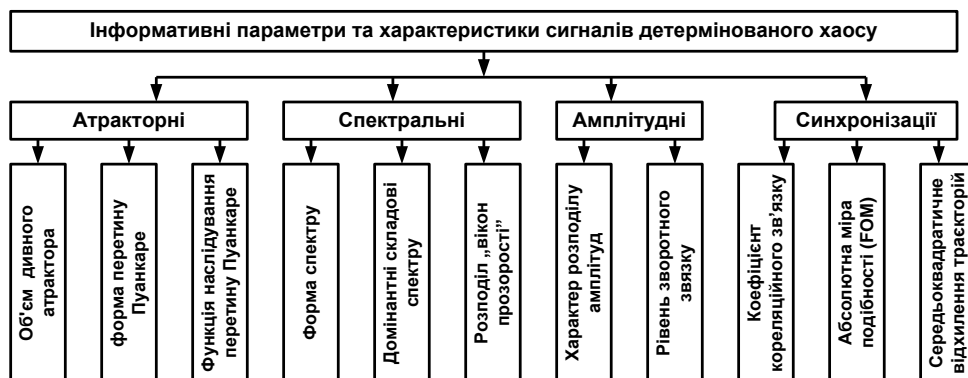 Інформативні параметри та характеристики сигналів детермінованого хаосу
Атракторні
Спектральні
Амплітудні
Синхронізації
Об'єм дивного
атрактора
форма перетину
Пуанкаре
Функція наслідування
перетину Пуанкаре
Форма спектру
Домінантні складові
спектру
Розподіл „вікон
прозорості”
Характер розподілу
амплітуд
Рівень зворотного
звязку
Коефіцієнт
кореляційного зв’язку
Абсолютна міра
подібності (FOM)
Середьоквадратичне
відхилення траєкторій